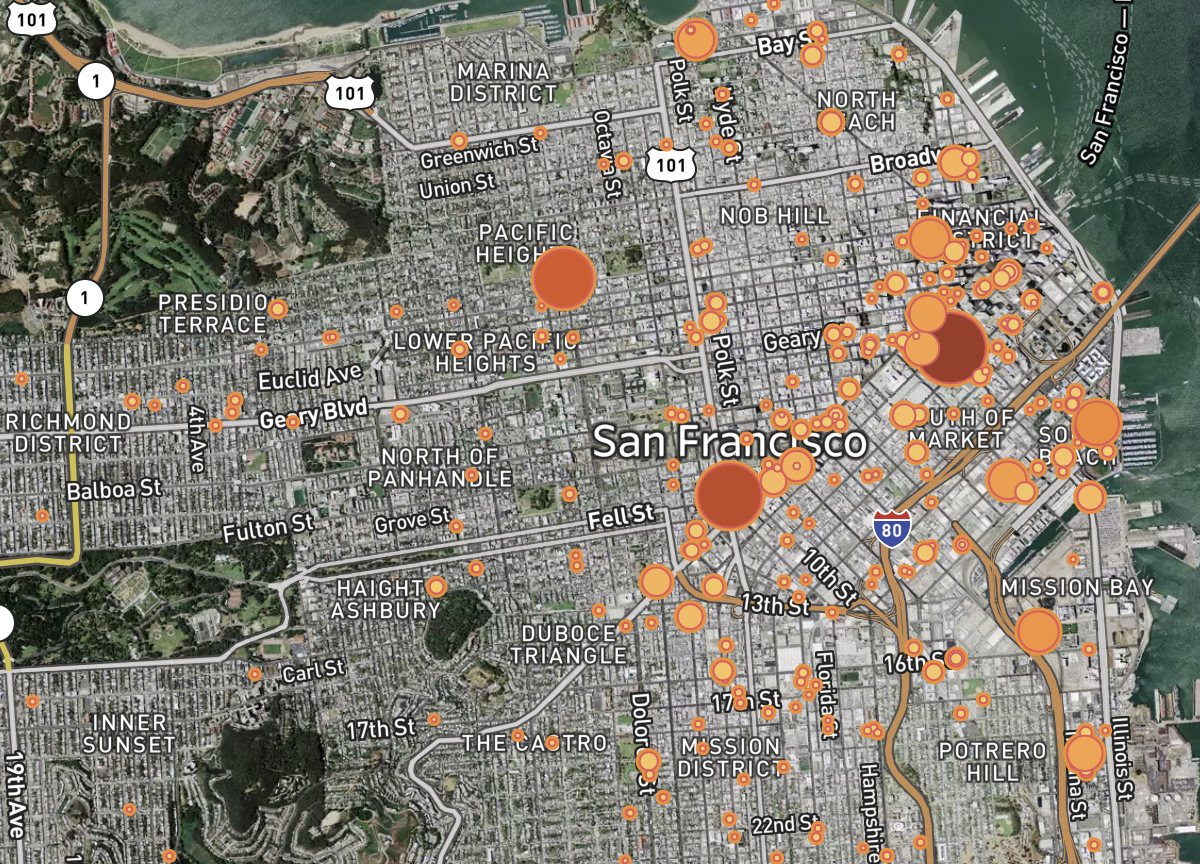 101
1
101
MARINA
DISTRICT
Polk St
Bay S
San Francisco —
NORTH
ACH
Hyde St
Octavia St
Greenwich St
101
Broadway
Union St
NOB HILL
FINANCIAL
DISTRICT
PACIFIC
HEIGHTS
1
PRESIDIO
TERRACE
LOWER PACIFIC
HEIGHTS
Geary
Polk St
Euclid Ave
Geary Blvd
4th Ave
RICHMOND
DISTRICT
San Francisco
UTH OF
MARKET
SO
BEACH
NORTH OF
PANHANDLE
Balboa St
Fulton St
Grove St
Fell St
80
10th St
HAIGHT
ASHBURY
13th St
MISSION BAY
DUBOCE
TRIANGLE
16th S
Carl St
Florida St
17th St
17th St
INNER
SUNSET
THE CASTRO
Dolores St
MISSION
DISTRICT
POTRERO
HILL
Illinois St
19th Ave
Hampshire
na St
22nd St
1